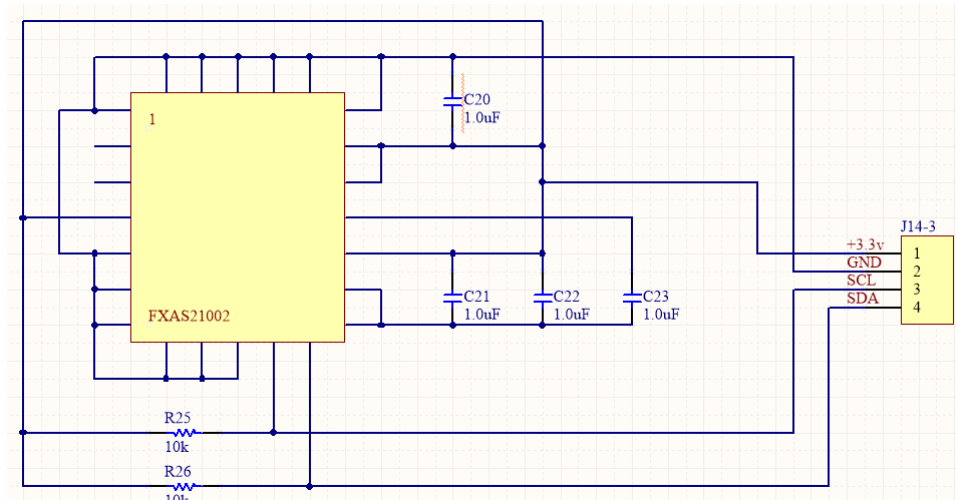 1
C20
1.0uF
J14-3
+3.3v
1
GND
2
SCL
3
SDA
4
C21
1.0uF
C22
1.0uF
C23
1.0uF
FXAS21002
R25
10k
R26
10k